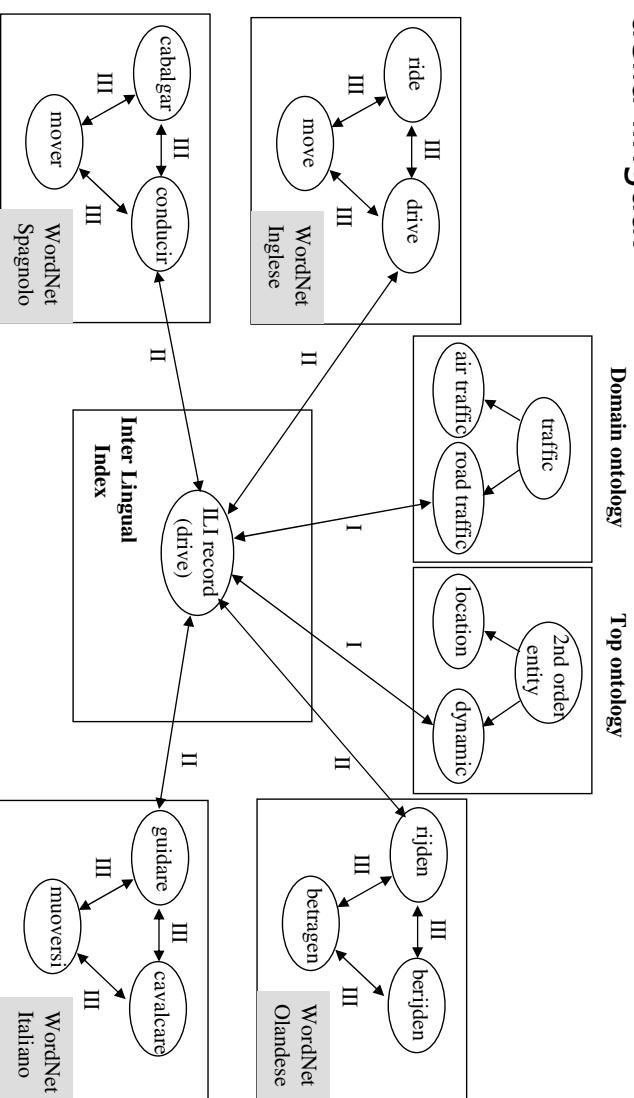 Domain ontology
Top ontology
traffic
2nd order
entity
air traffic
road traffic
location
dynamic
ride
III
drive
III
move
III
WordNet
Inglese
rijden
III
berijden
III
betragen
III
WordNet
Olandese
I
I
II
II
Inter Lingual
Index
ILI record
(drive)
II
II
cabalgar
III
conducir
III
mover
III
WordNet
Spagnolo
guidare
III
cavalcare
III
muoversi
III
WordNet
Italiano